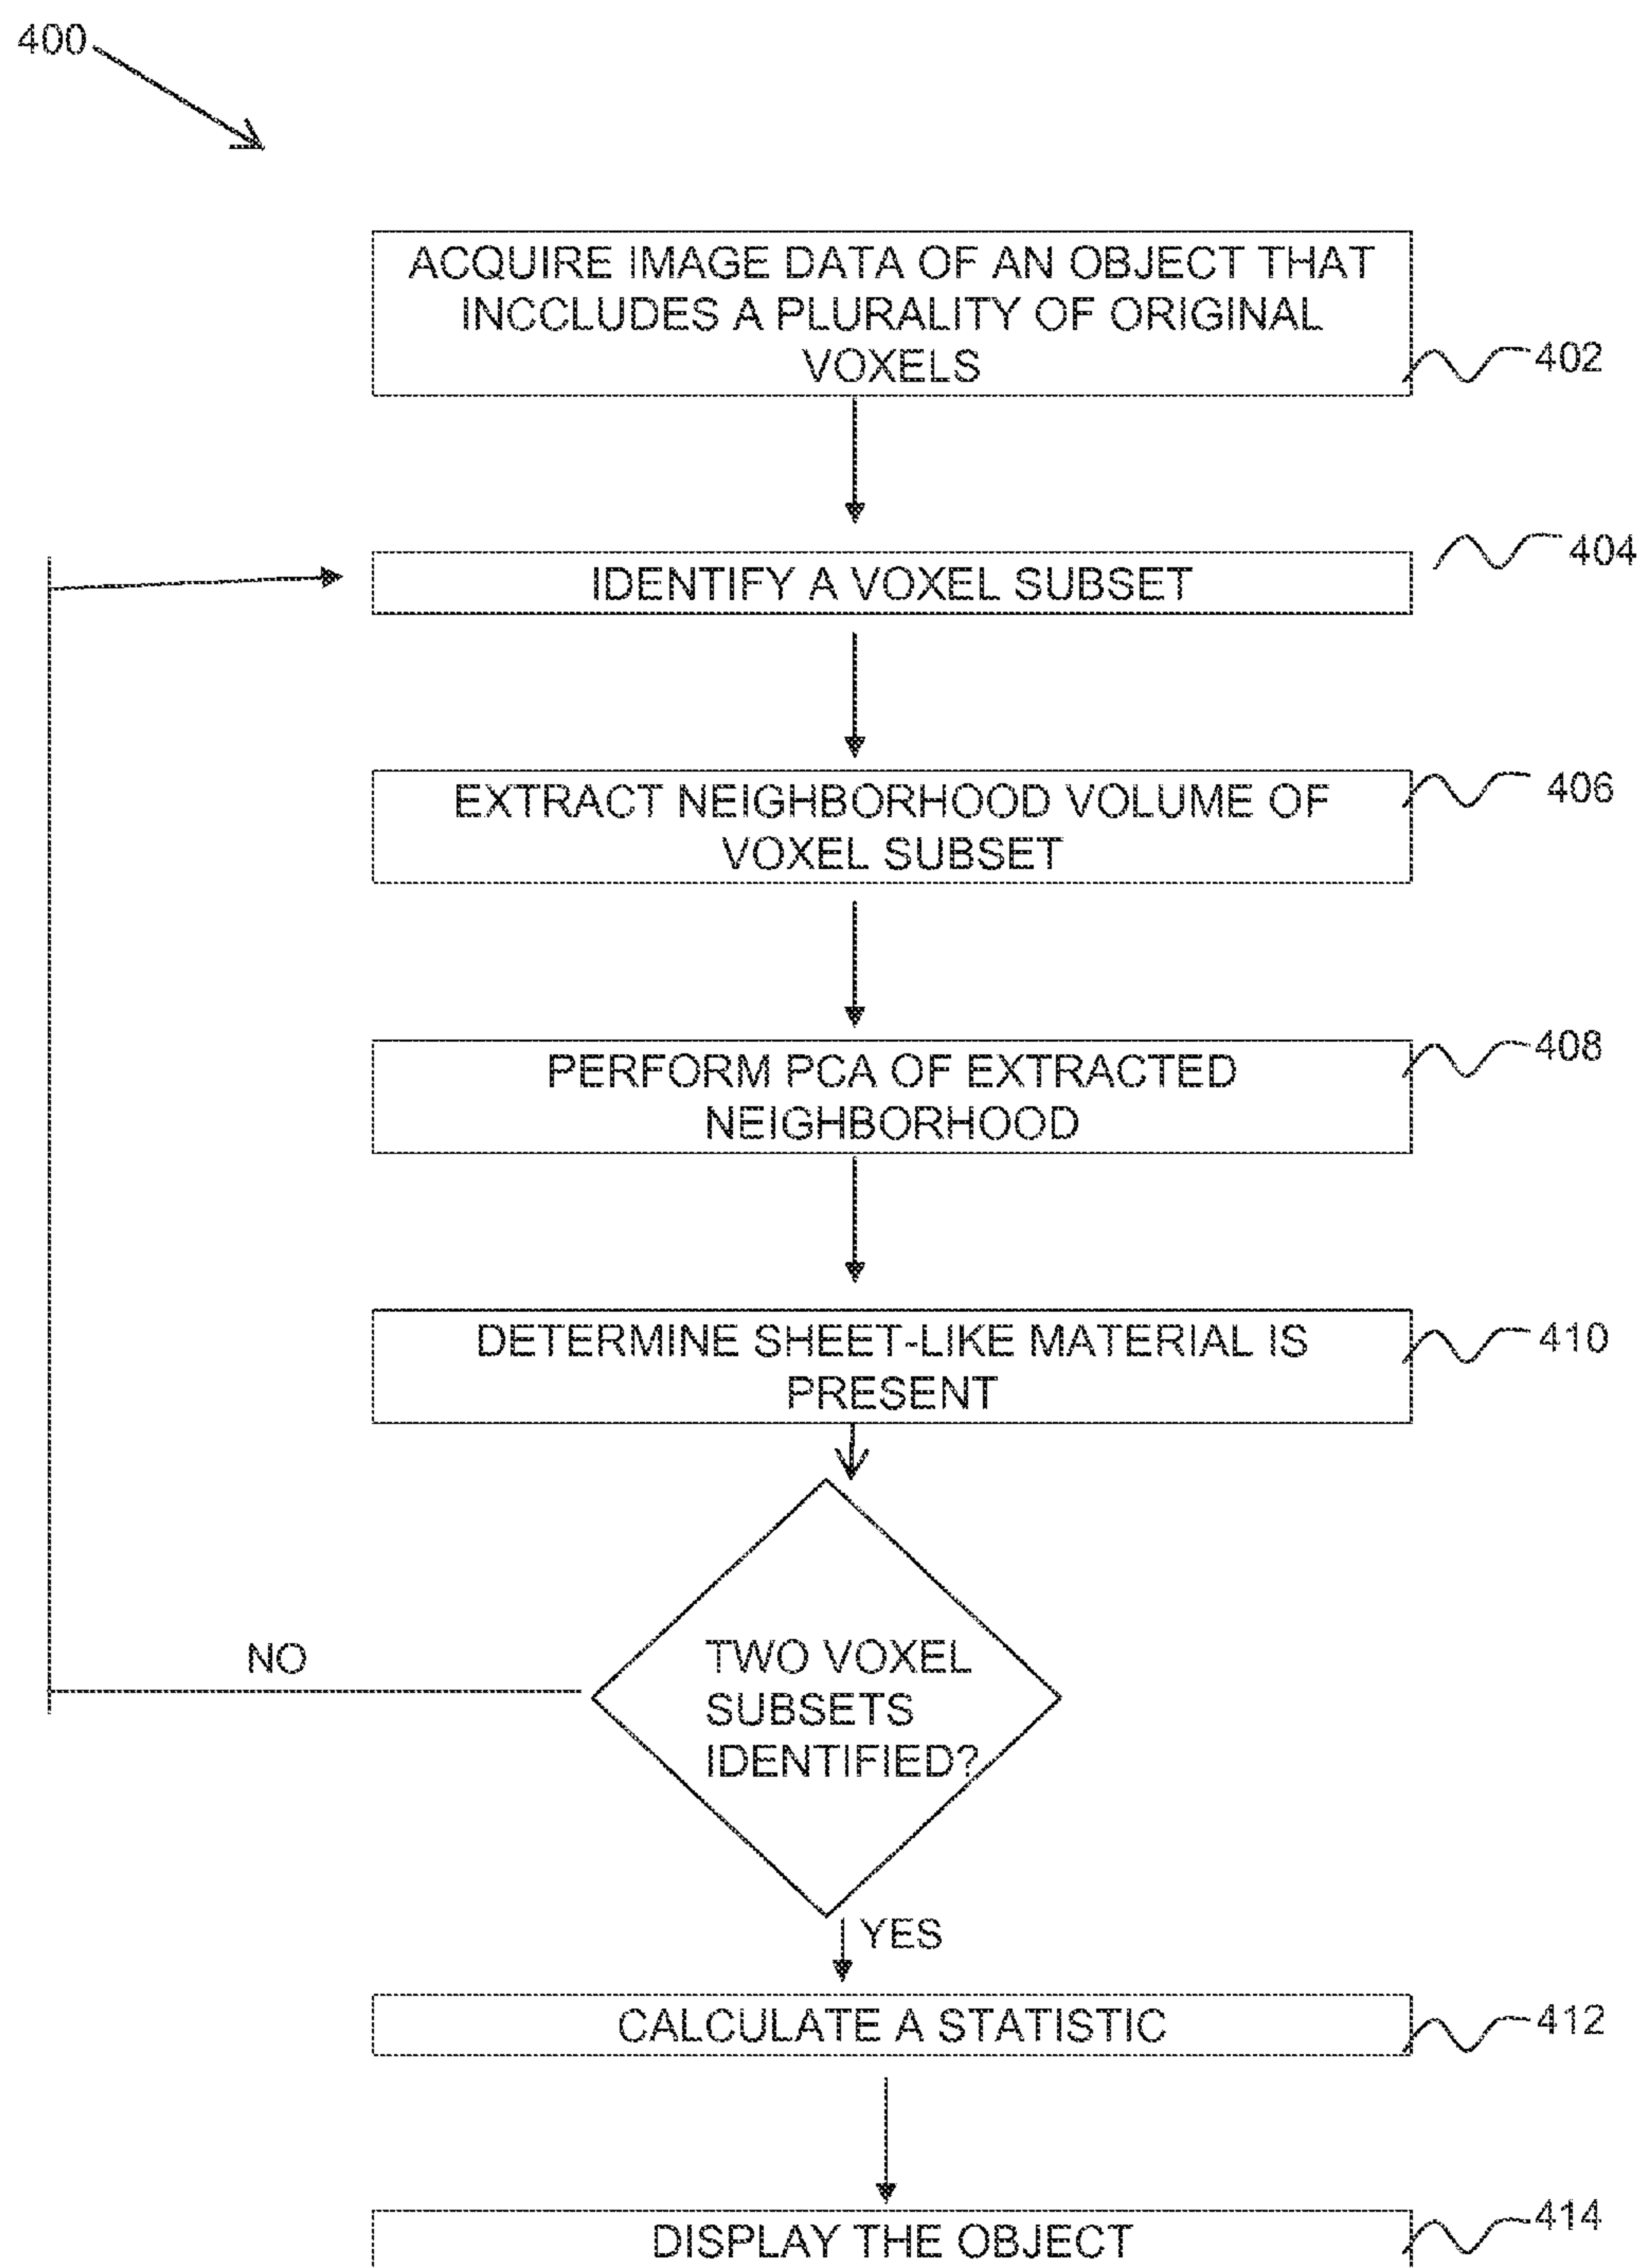 400
ACQUIRE IMAGE DATA OF AN OBJECT THAT
INCCLUDES A PLURALITY OF ORIGINAL
VOXELS
402
404
IDENTIFY A VOXEL SUBSET
406
EXTRACT NEIGHBORHOOD VOLUME OF
VOXEL SUBSET
408
PERFORM PCA OF EXTRACTED
NEIGHBORHOOD
410
DETERMINE SHEET-LIKE MATERIAL IS
PRESENT
NO
TWO VOXEL
SUBSETS
IDENTIFIED?
YES
CALCULATE A STATISTIC
412
DISPLAY THE OBJECT
414